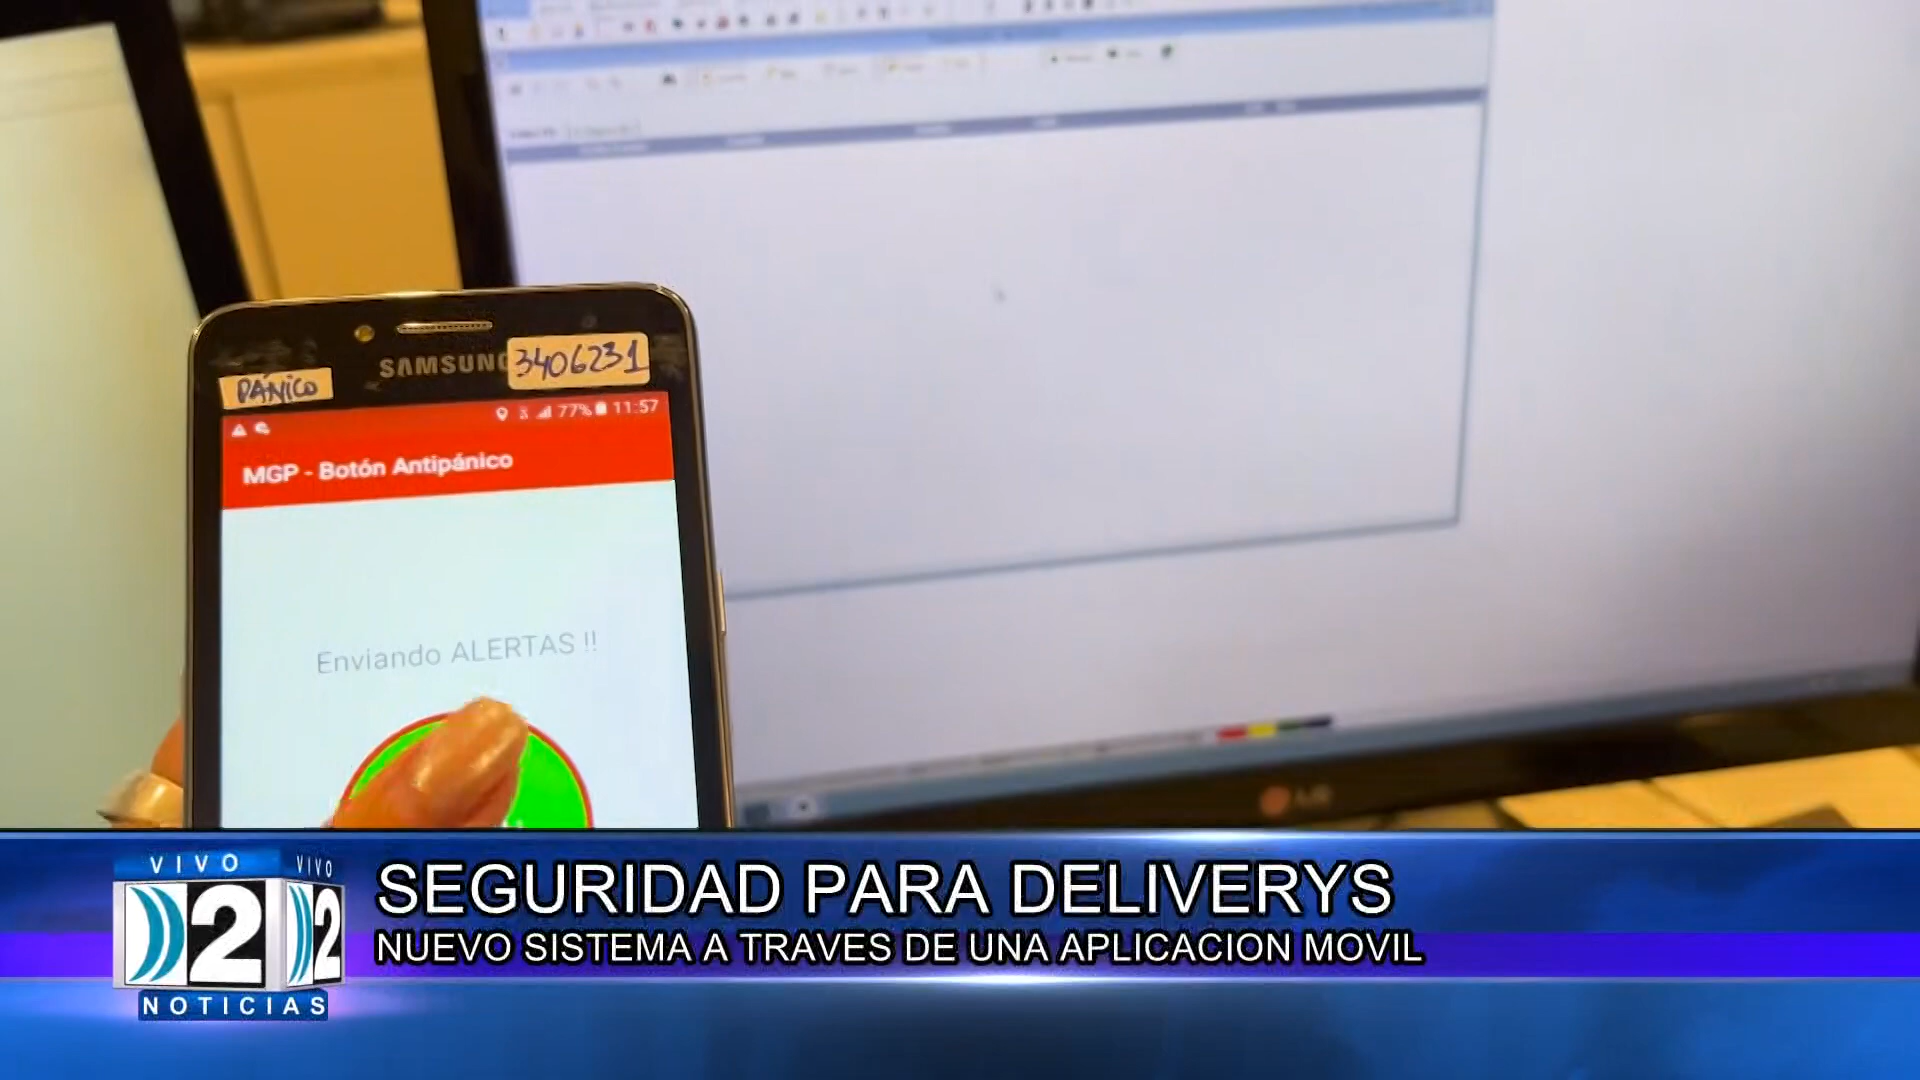 SAMSUNG
3406231
PÁNICO
77% 11:57
MGP - Botón Antipánico
Enviando ALERTAS !!
VIVO VIVO
2 2
NOTICIAS
SEGURIDAD PARA DELIVERYS
NUEVO SISTEMA A TRAVES DE UNA APLICACION MOVIL